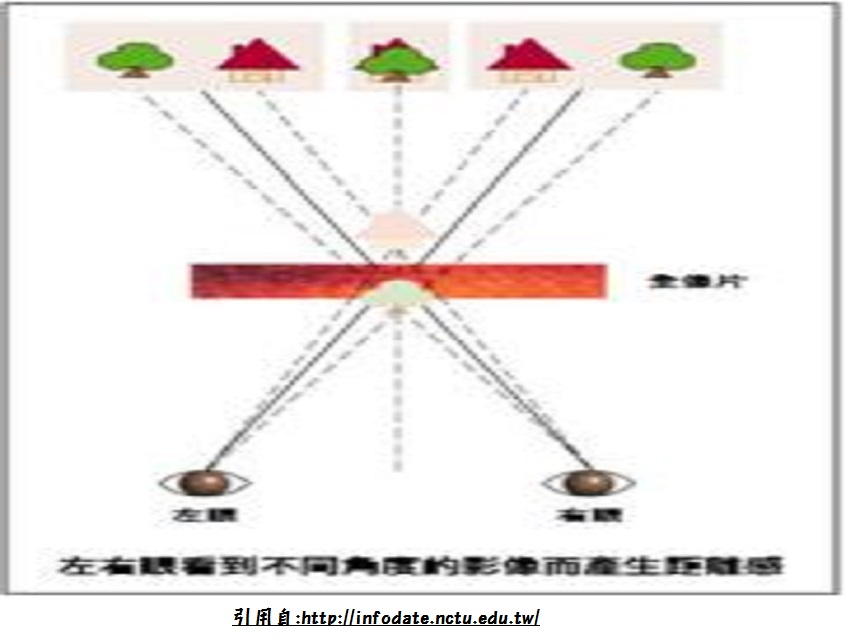 全像片
左眼
右眼
左右眼看到不同角度的影像而產生距離感
引用自:http://infodate.nctu.edu.tw/